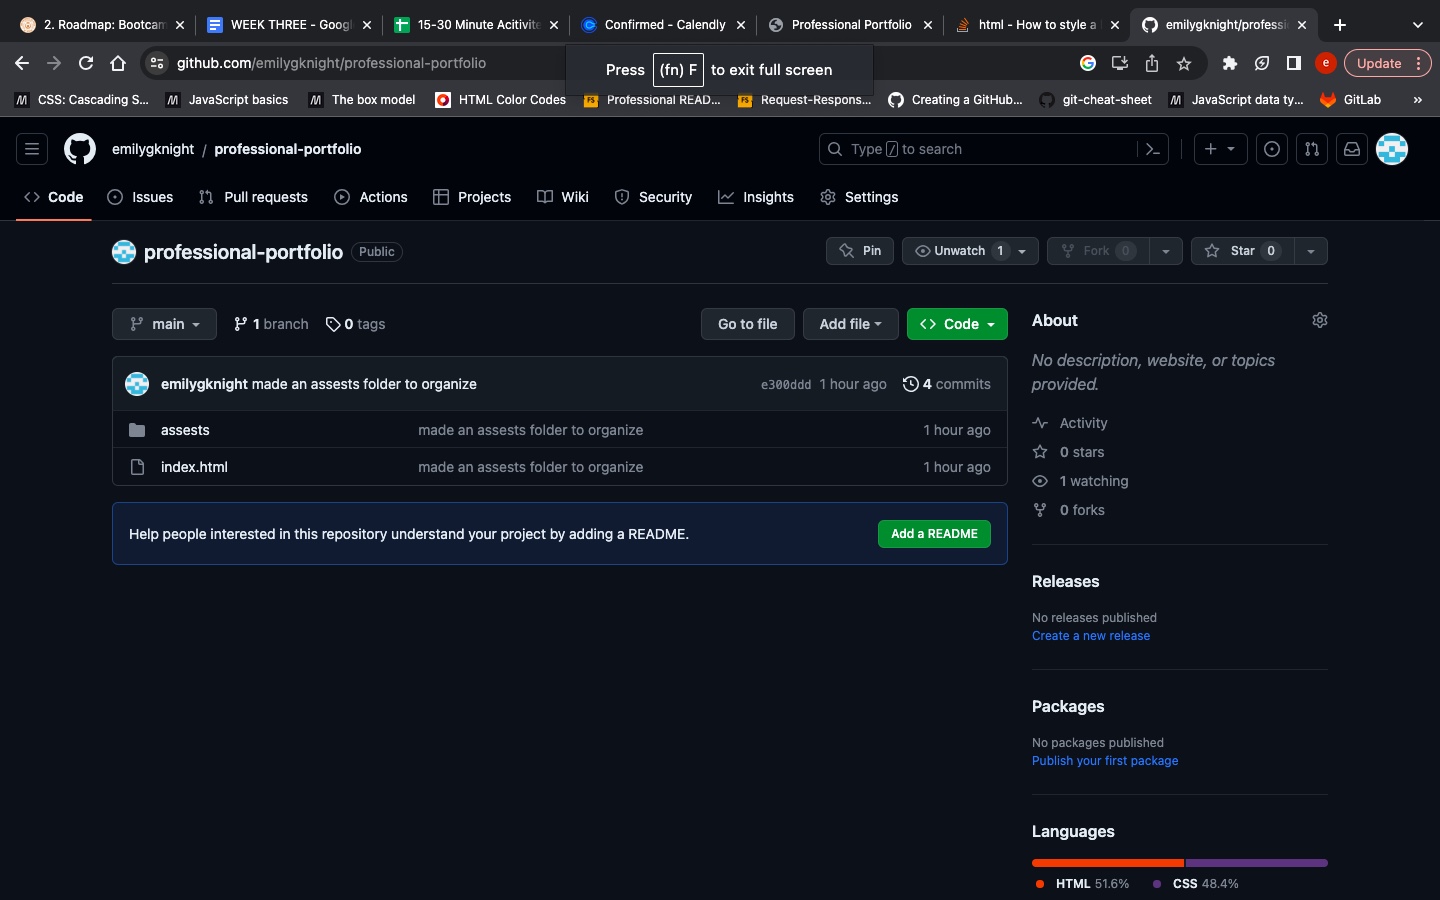 2. Roadmap: Bootcam
WEEK THREE - Googl
15-30 Minute Acitivite
Confirmed - Calendly
Professional Portfolio
html - How to style a
emilygknight/professi
github.com/emilygknight/professional-portfolio
Press (fn) F to exit full screen
e
Update
CSS: Cascading S...
JavaScript basics
The box model
HTML Color Codes
Professional READ...
Request-Respons...
Creating a GitHub...
git-cheat-sheet
JavaScript data ty...
GitLab
»
emilygknight / professional-portfolio
Type / to search
Code
Issues
Pull requests
Actions
Projects
Wiki
Security
Insights
Settings
professional-portfolio Public
Pin
Unwatch 1
Fork 0
Star 0
main
1 branch
0 tags
Go to file
Add file
Code
emilygknight made an assests folder to organize
e300ddd 1 hour ago
4 commits
assests made an assests folder to organize 1 hour ago
index.html made an assests folder to organize 1 hour ago
Help people interested in this repository understand your project by adding a README.
Add a README
About
No description, website, or topics
provided.
Activity
0 stars
1 watching
0 forks
Releases
No releases published
Create a new release
Packages
No packages published
Publish your first package
Languages
HTML 51.6% CSS 48.4%